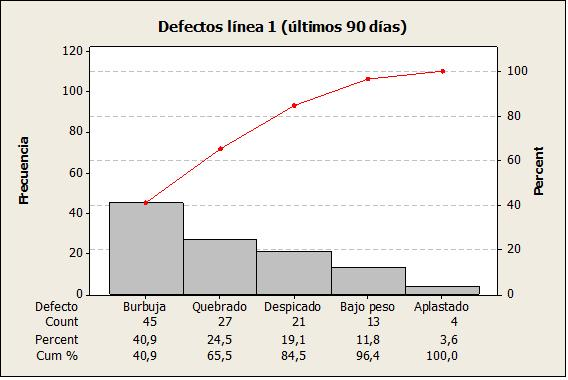 Defectos línea 1 (últimos 90 días)
120
100
80
60
40
20
0
Frecuencia
100
80
60
40
20
0
Percent
Defecto Burbuja Quebrado Despicado Bajo peso Aplastado
Count 45 27 21 13 4
Percent 40,9 24,5 19,1 11,8 3,6
Cum % 40,9 65,5 84,5 96,4 100,0